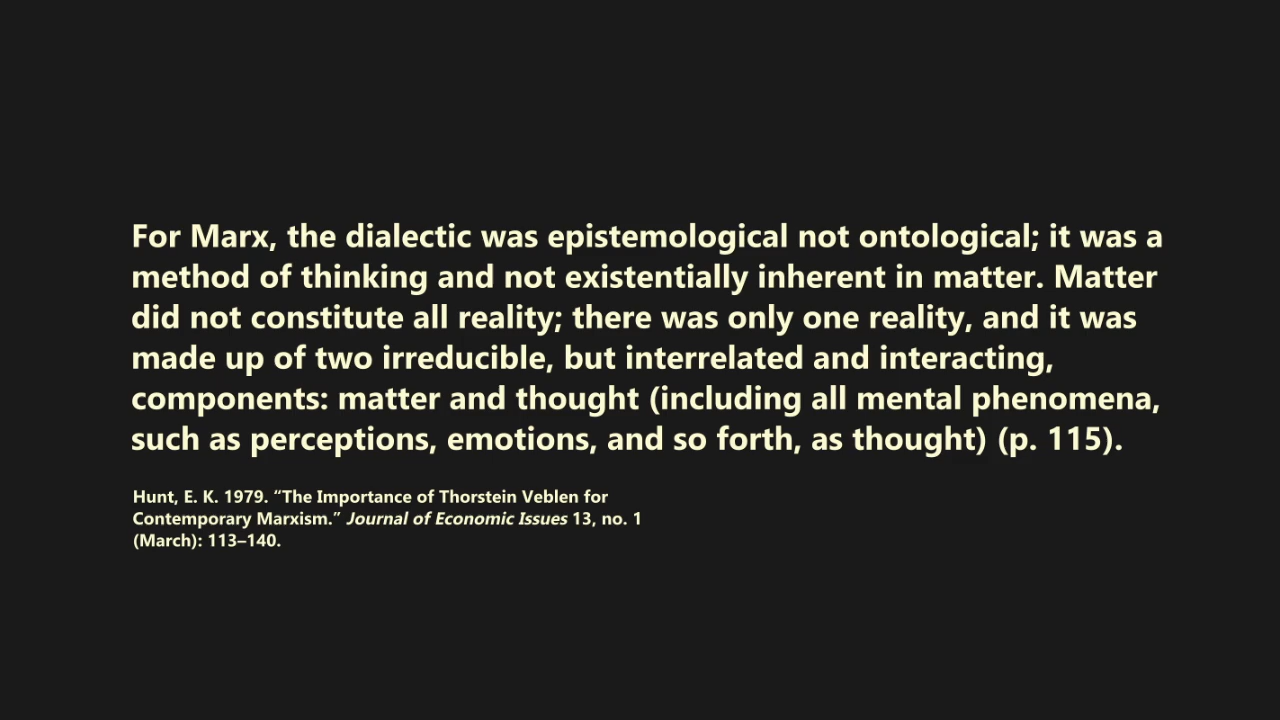 For Marx, the dialectic was epistemological not ontological; it was a
method of thinking and not existentially inherent in matter. Matter
did not constitute all reality; there was only one reality, and it was
made up of two irreducible, but interrelated and interacting,
components: matter and thought (including all mental phenomena,
such as perceptions, emotions, and so forth, as thought) (p. 115).
Hunt, E. K. 1979. “The Importance of Thorstein Veblen for
Contemporary Marxism.” Journal of Economic Issues 13, no. 1
(March): 113–140.